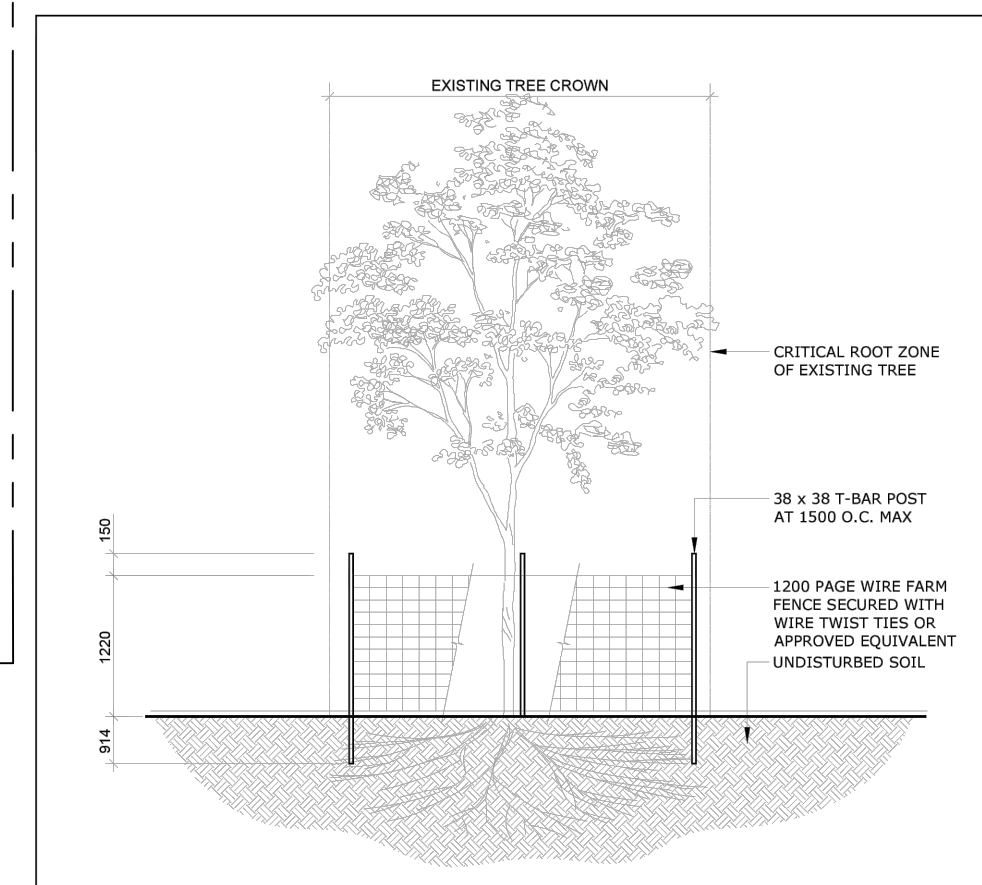 EXISTING TREE CROWN
CRITICAL ROOT ZONE
OF EXISTING TREE
38 x 38 T-BAR POST
AT 1500 O.C. MAX
150
1200 PAGE WIRE FARM
FENCE SECURED WITH
WIRE TWIST TIES OR
APPROVED EQUIVALENT
1220
UNDISTURBED SOIL
914